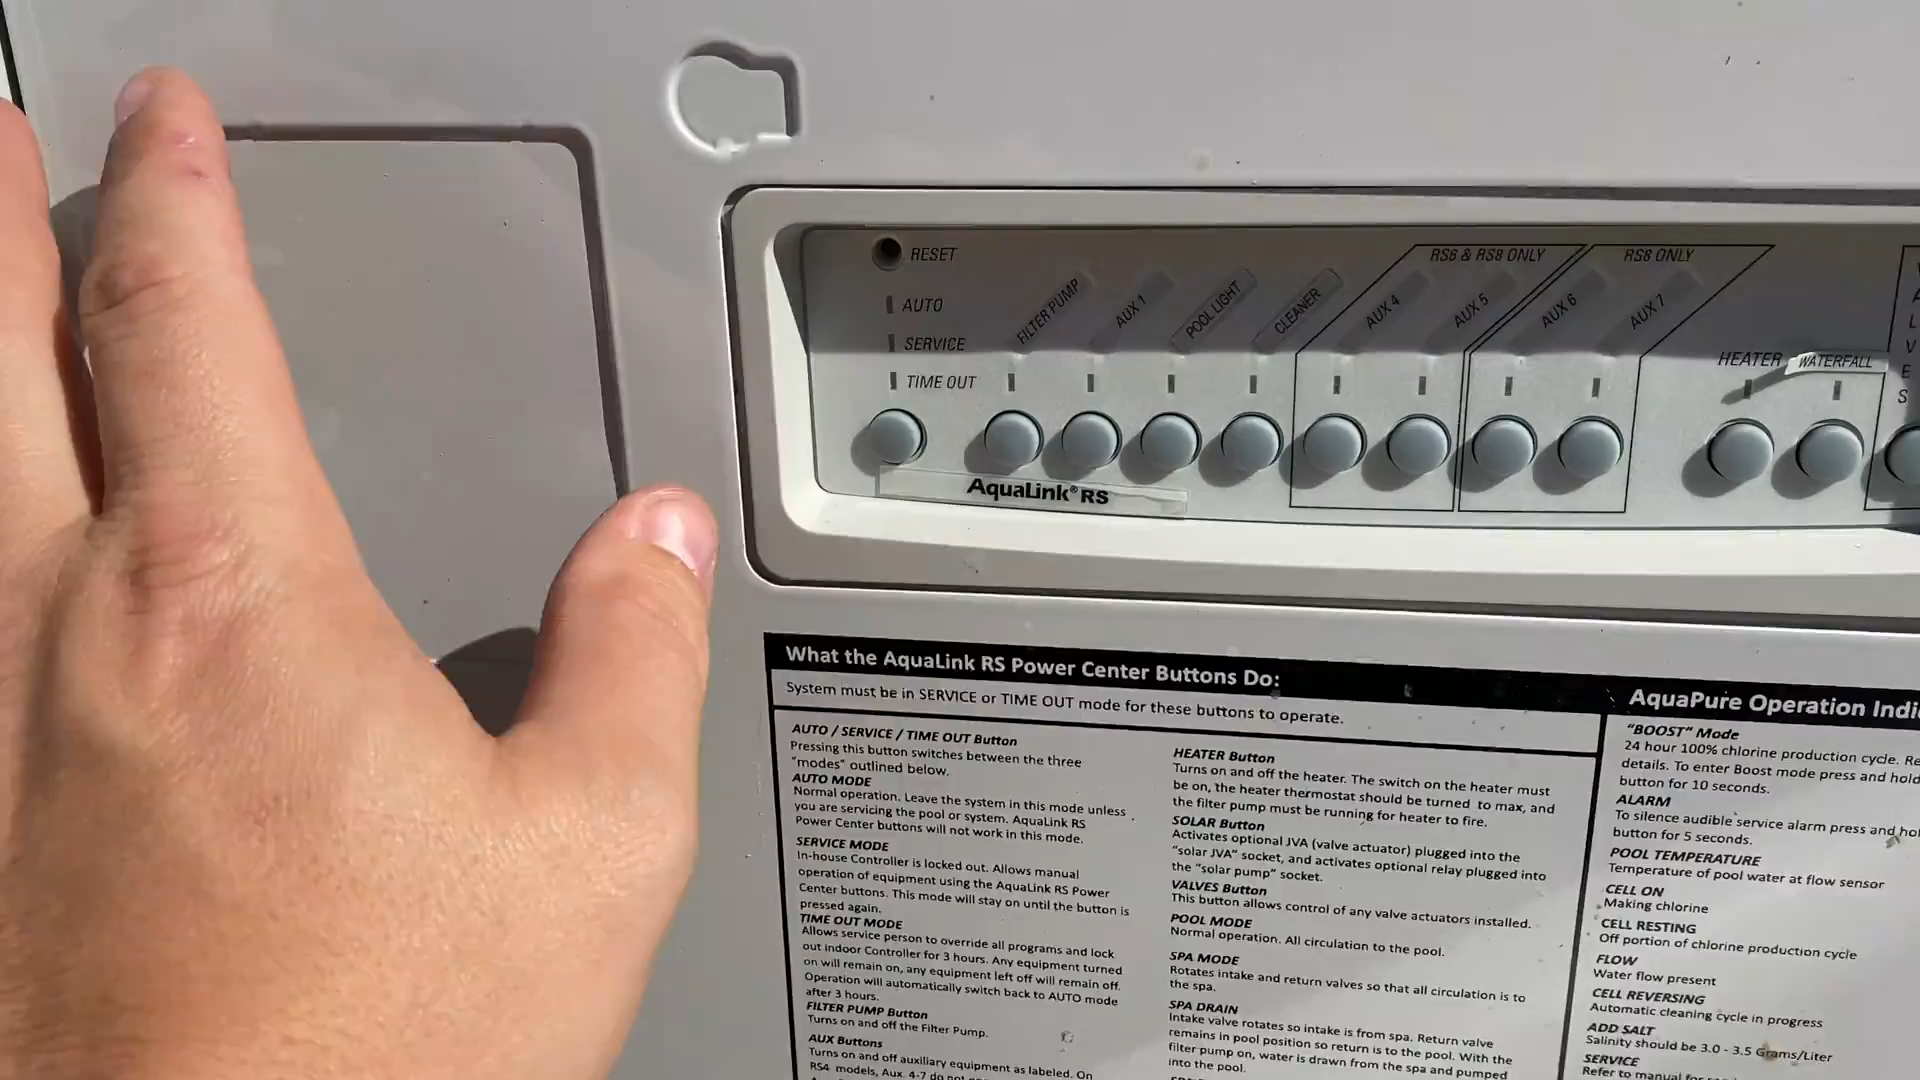 RESET
RS6 & RS8 ONLY
RS8 ONLY
AUTO
SERVICE
TIME OUT
FILTER PUMP
AUX 1
POOL LIGHT
CLEANER
AUX 4
AUX 5
AUX 6
AUX 7
HEATER
WATERFALL
V
A
L
V
E
S
AquaLink® RS
What the AquaLink RS Power Center Buttons Do:
System must be in SERVICE or TIME OUT mode for these buttons to operate.
AUTO / SERVICE / TIME OUT Button
Pressing this button switches between the three
"modes" outlined below.
AUTO MODE
Normal operation. Leave the system in this mode unless
you are servicing the pool or system. AquaLink RS
Power Center buttons will not work in this mode.
SERVICE MODE
In-house Controller is locked out. Allows manual
operation of equipment using the AquaLink RS Power
Center buttons. This mode will stay on until the button is
pressed again.
TIME OUT MODE
Allows service person to override all programs and lock
out indoor Controller for 3 hours. Any equipment turned
on will remain on, any equipment left off will remain off.
Operation will automatically switch back to AUTO mode
after 3 hours.
FILTER PUMP Button
Turns on and off the Filter Pump.
AUX Buttons
Turns on and off auxiliary equipment as labeled. On
RS4 models, Aux. 4-7 do not
HEATER Button
Turns on and off the heater. The switch on the heater must
be on, the heater thermostat should be turned to max, and
the filter pump must be running for heater to fire.
SOLAR Button
Activates optional JVA (valve actuator) plugged into the
"solar JVA" socket, and activates optional relay plugged into
the "solar pump" socket.
VALVES Button
This button allows control of any valve actuators installed.
POOL MODE
Normal operation. All circulation to the pool.
SPA MODE
Rotates intake and return valves so that all circulation is to
the spa.
SPA DRAIN
Intake valve rotates so intake is from spa. Return valve
remains in pool position so return is to the pool. With the
filter pump on, water is drawn from the spa and pumped
into the pool.
AquaPure Operation Indi
"BOOST" Mode
24 hour 100% chlorine production cycle. Re
details. To enter Boost mode press and hold
button for 10 seconds.
ALARM
To silence audible service alarm press and ho
button for 5 seconds.
POOL TEMPERATURE
Temperature of pool water at flow sensor
CELL ON
Making chlorine
CELL RESTING
Off portion of chlorine production cycle
FLOW
Water flow present
CELL REVERSING
Automatic cleaning cycle in progress
ADD SALT
Salinity should be 3.0 - 3.5 Grams/Liter
SERVICE
Refer to manual for